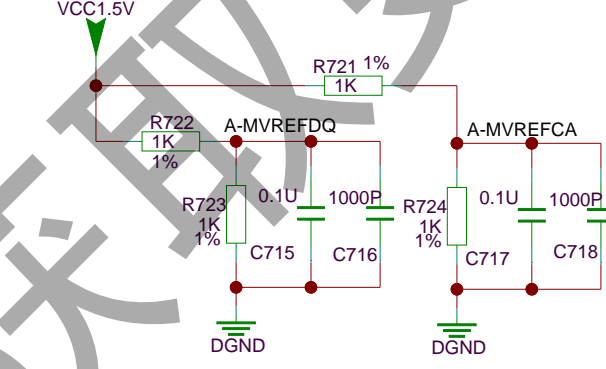 VCC1.5V
R721 1%
1K
R722
1K
1%
A-MVREFDQ
A-MVREFCA
R723
1K
1%
0.1U
1000P
C715
C716
R724
1K
1%
0.1U
1000P
C717
C718
DGND
DGND